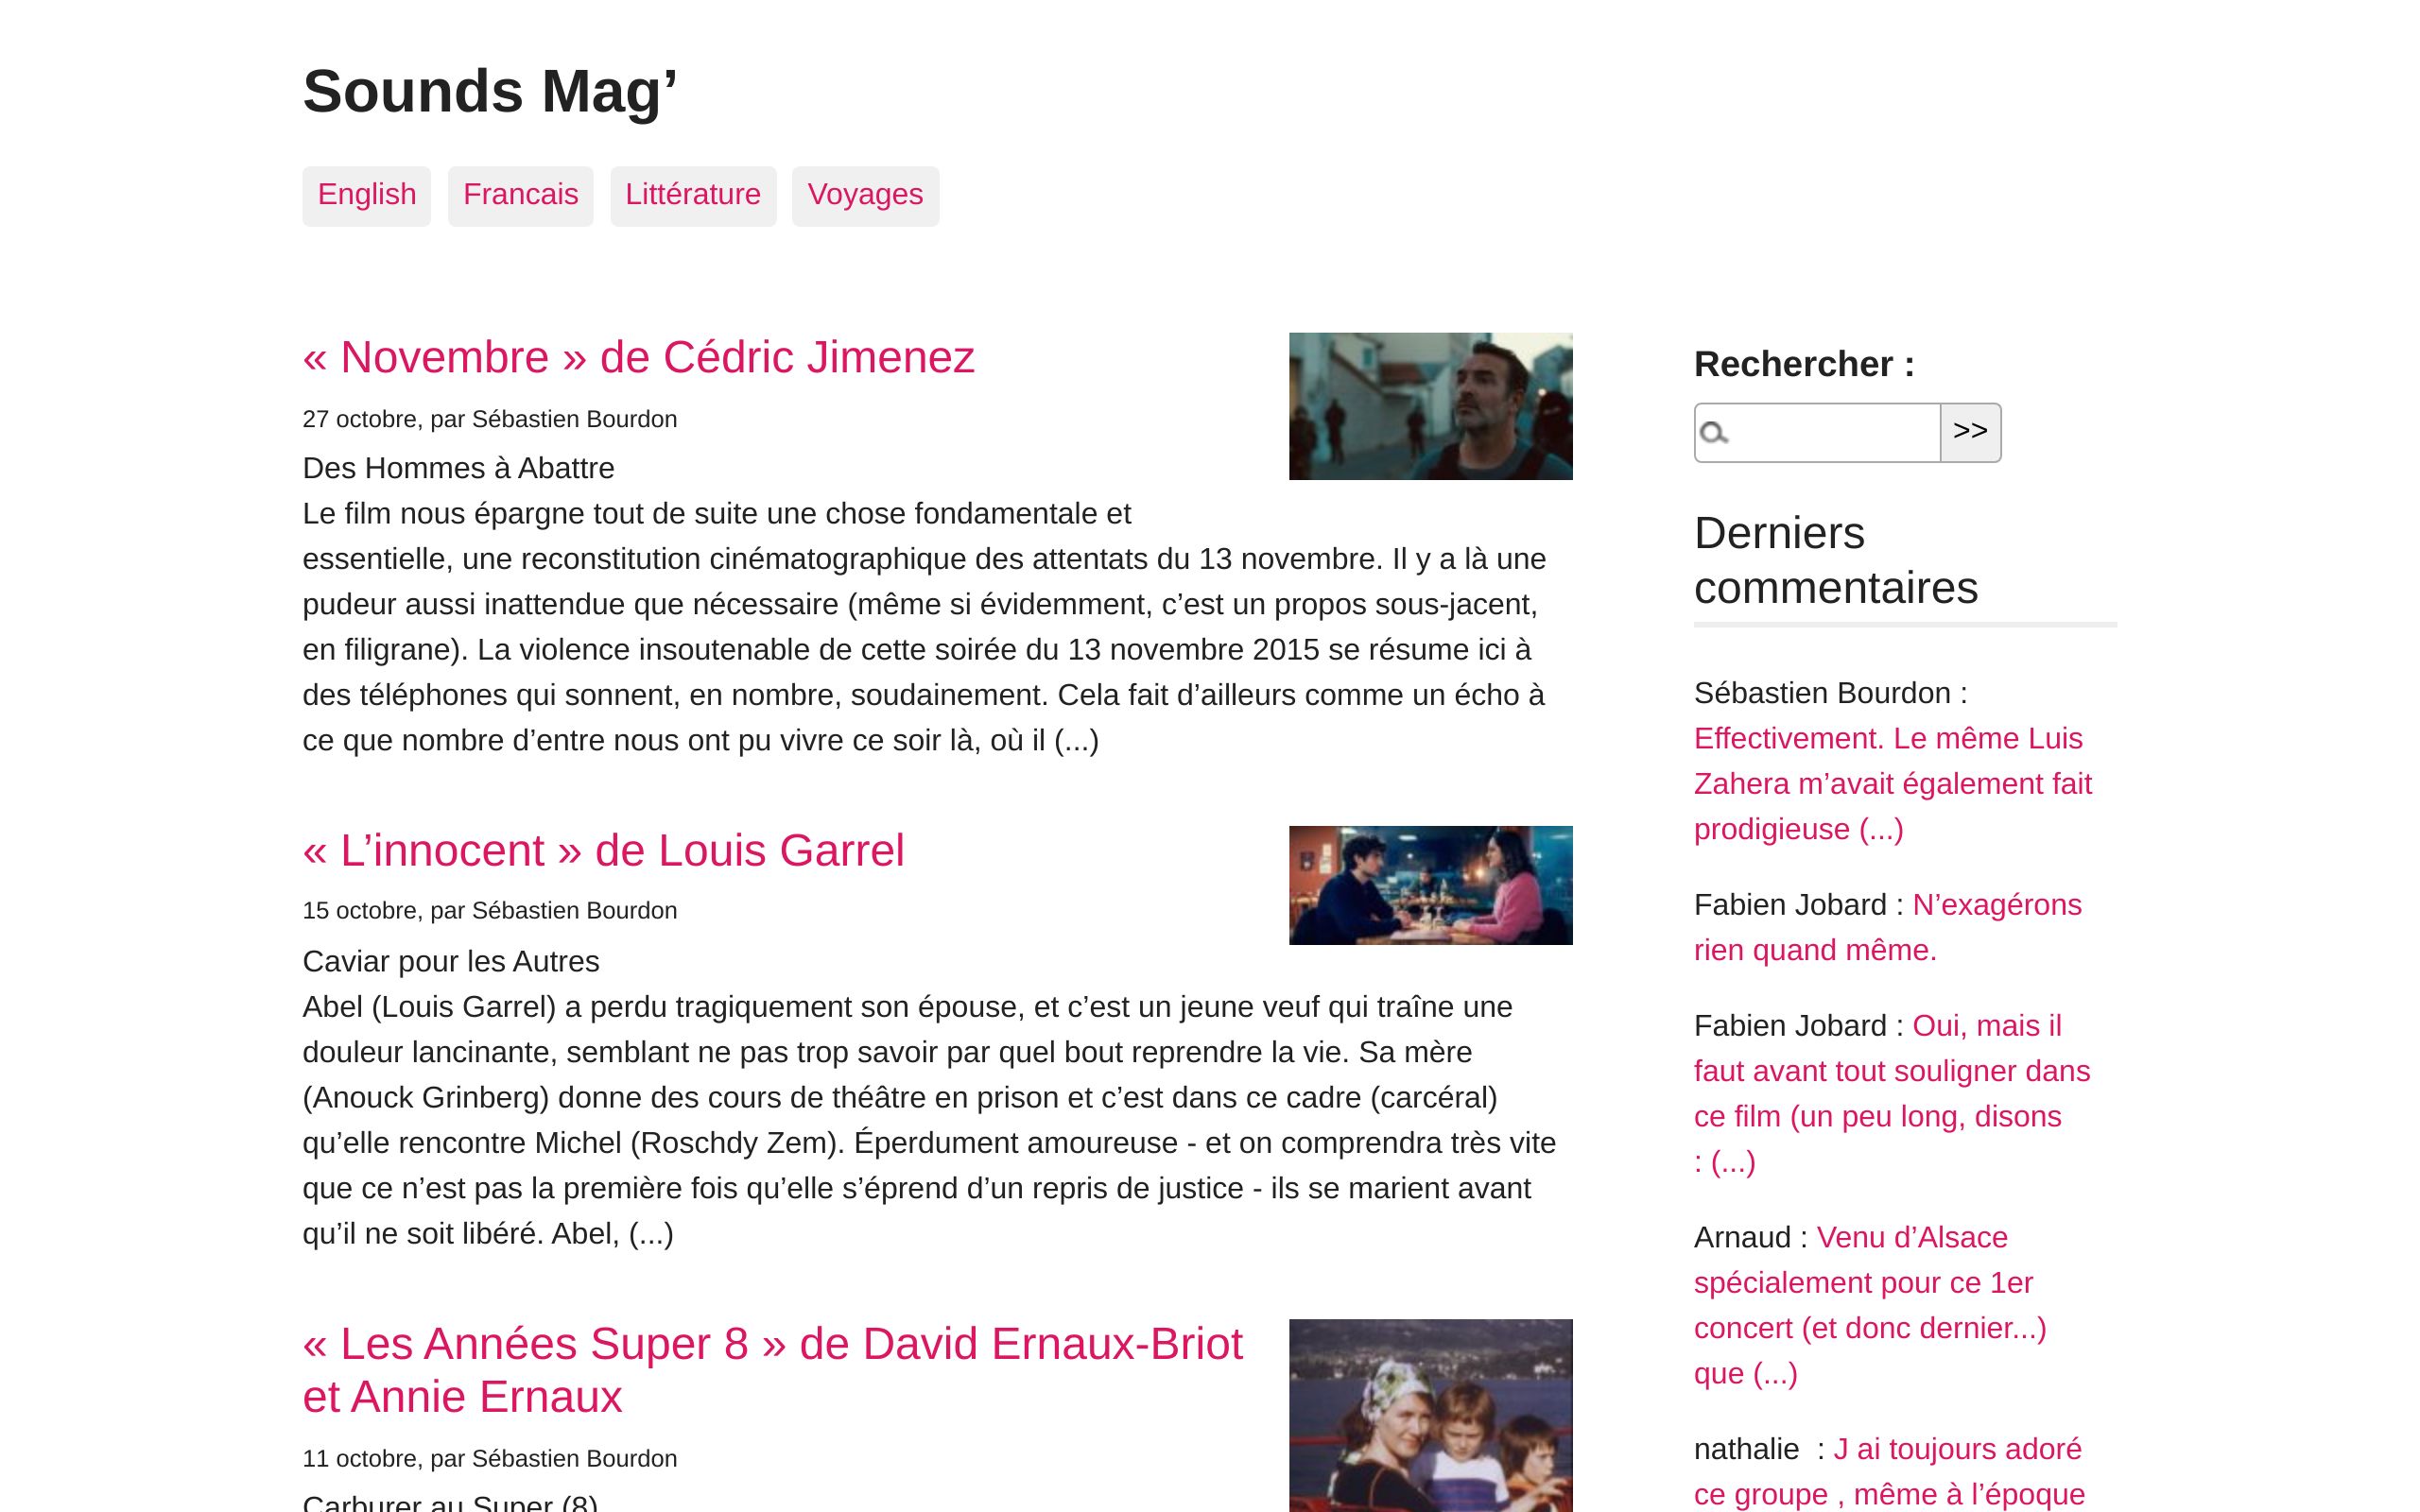 Sounds Mag’
English
Francais
Littérature
Voyages
« Novembre » de Cédric Jimenez
27 octobre, par Sébastien Bourdon
Des Hommes à Abattre
Le film nous épargne tout de suite une chose fondamentale et
essentielle, une reconstitution cinématographique des attentats du 13 novembre. Il y a là une
pudeur aussi inattendue que nécessaire (même si évidemment, c’est un propos sous-jacent,
en filigrane). La violence insoutenable de cette soirée du 13 novembre 2015 se résume ici à
des téléphones qui sonnent, en nombre, soudainement. Cela fait d’ailleurs comme un écho à
ce que nombre d’entre nous ont pu vivre ce soir là, où il (...)
« L’innocent » de Louis Garrel
15 octobre, par Sébastien Bourdon
Caviar pour les Autres
Abel (Louis Garrel) a perdu tragiquement son épouse, et c’est un jeune veuf qui traîne une
douleur lancinante, semblant ne pas trop savoir par quel bout reprendre la vie. Sa mère
(Anouck Grinberg) donne des cours de théâtre en prison et c’est dans ce cadre (carcéral)
qu’elle rencontre Michel (Roschdy Zem). Éperdument amoureuse - et on comprendra très vite
que ce n’est pas la première fois qu’elle s’éprend d’un repris de justice - ils se marient avant
qu’il ne soit libéré. Abel, (...)
« Les Années Super 8 » de David Ernaux-Briot
et Annie Ernaux
11 octobre, par Sébastien Bourdon
Carburer au Super (8)
Rechercher :
>>
Derniers
commentaires
Sébastien Bourdon :
Effectivement. Le même Luis
Zahera m’avait également fait
prodigieuse (...)
Fabien Jobard : N’exagérons
rien quand même.
Fabien Jobard : Oui, mais il
faut avant tout souligner dans
ce film (un peu long, disons
: (...)
Arnaud : Venu d’Alsace
spécialement pour ce 1er
concert (et donc dernier...)
que (...)
nathalie  : J ai toujours adoré
ce groupe , même à l’époque